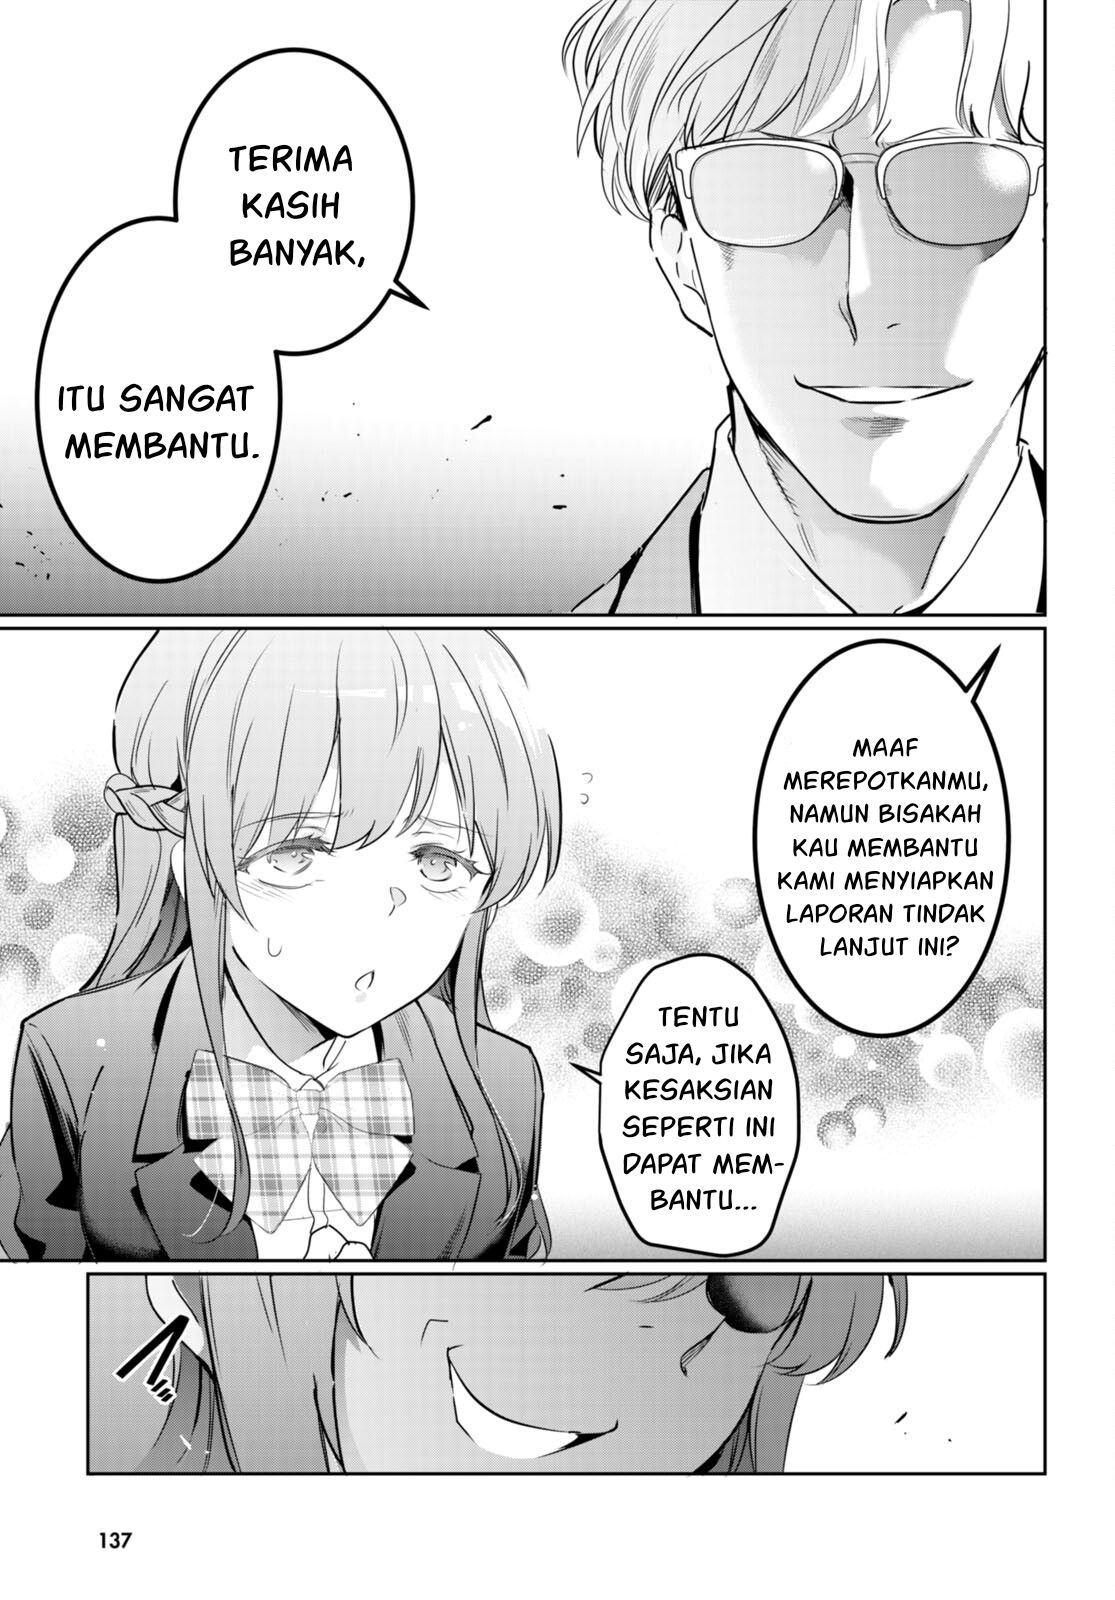 TERIMA
KASIH
BANYAK,
ITU SANGAT
MEMBANTU.
MAAF
MEREPOTKANMU,
NAMUN BISAKAH
KAU MEMBANTU
KAMI MENYIAPKAN
LAPORAN TINDAK
LANJUT INI?
TENTU
SAJA, JIKA
KESAKSIAN
SEPERTI INI
DAPAT MEM-
BANTU...
137